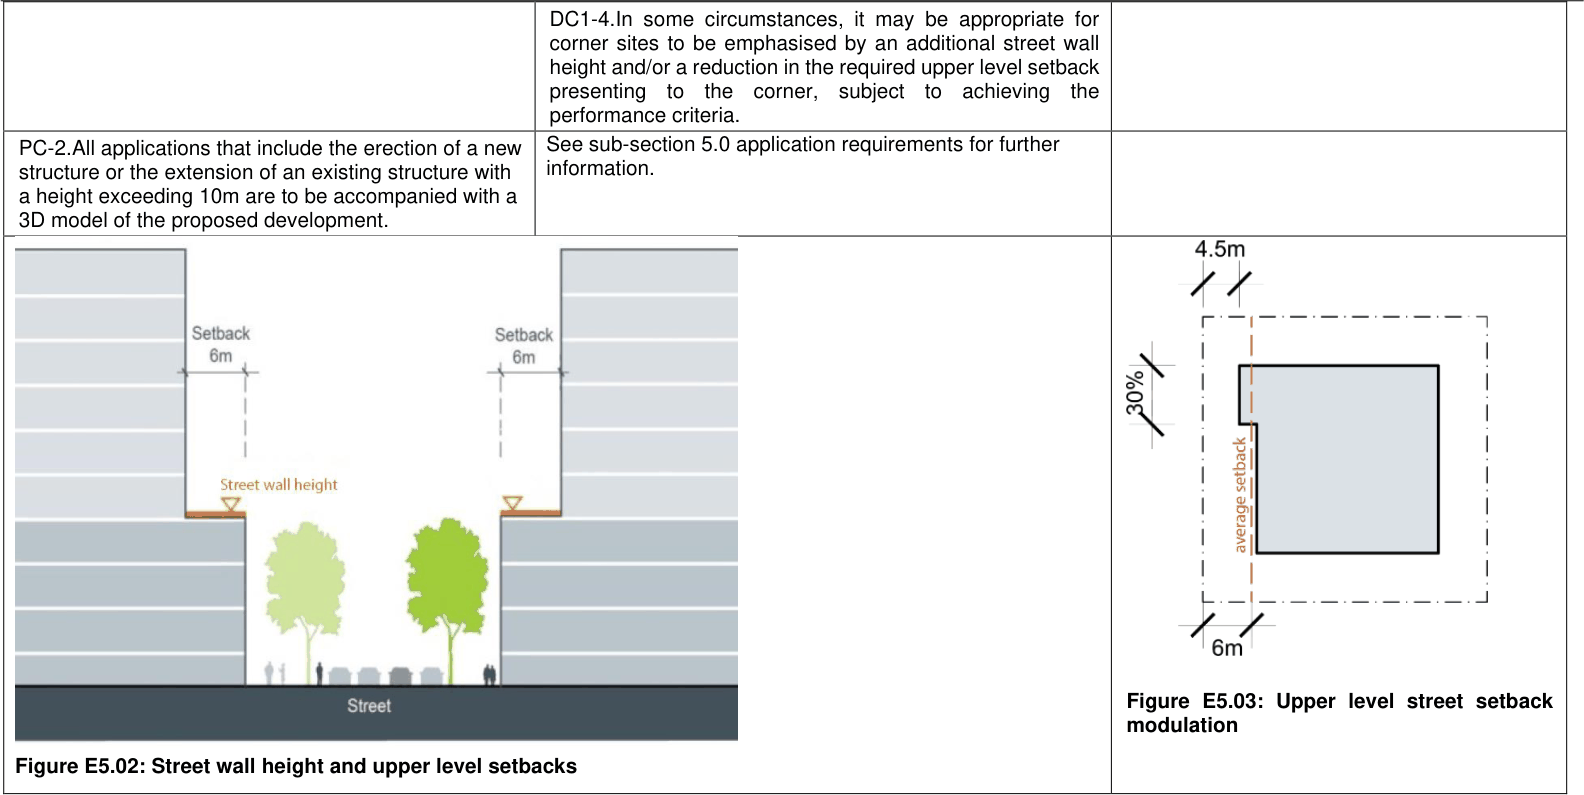 DC1-4.In some circumstances, it may be appropriate for
corner sites to be emphasised by an additional street wall
height and/or a reduction in the required upper level setback
presenting to the corner, subject to achieving the
performance criteria.
PC-2.All applications that include the erection of a new
structure or the extension of an existing structure with
a height exceeding 10m are to be accompanied with a
3D model of the proposed development.
See sub-section 5.0 application requirements for further
information.
Setback
6m
Setback
6m
Street wall height
Street
Figure E5.02: Street wall height and upper level setbacks
4.5m
30%
average setback
6m
Figure E5.03: Upper level street setback
modulation